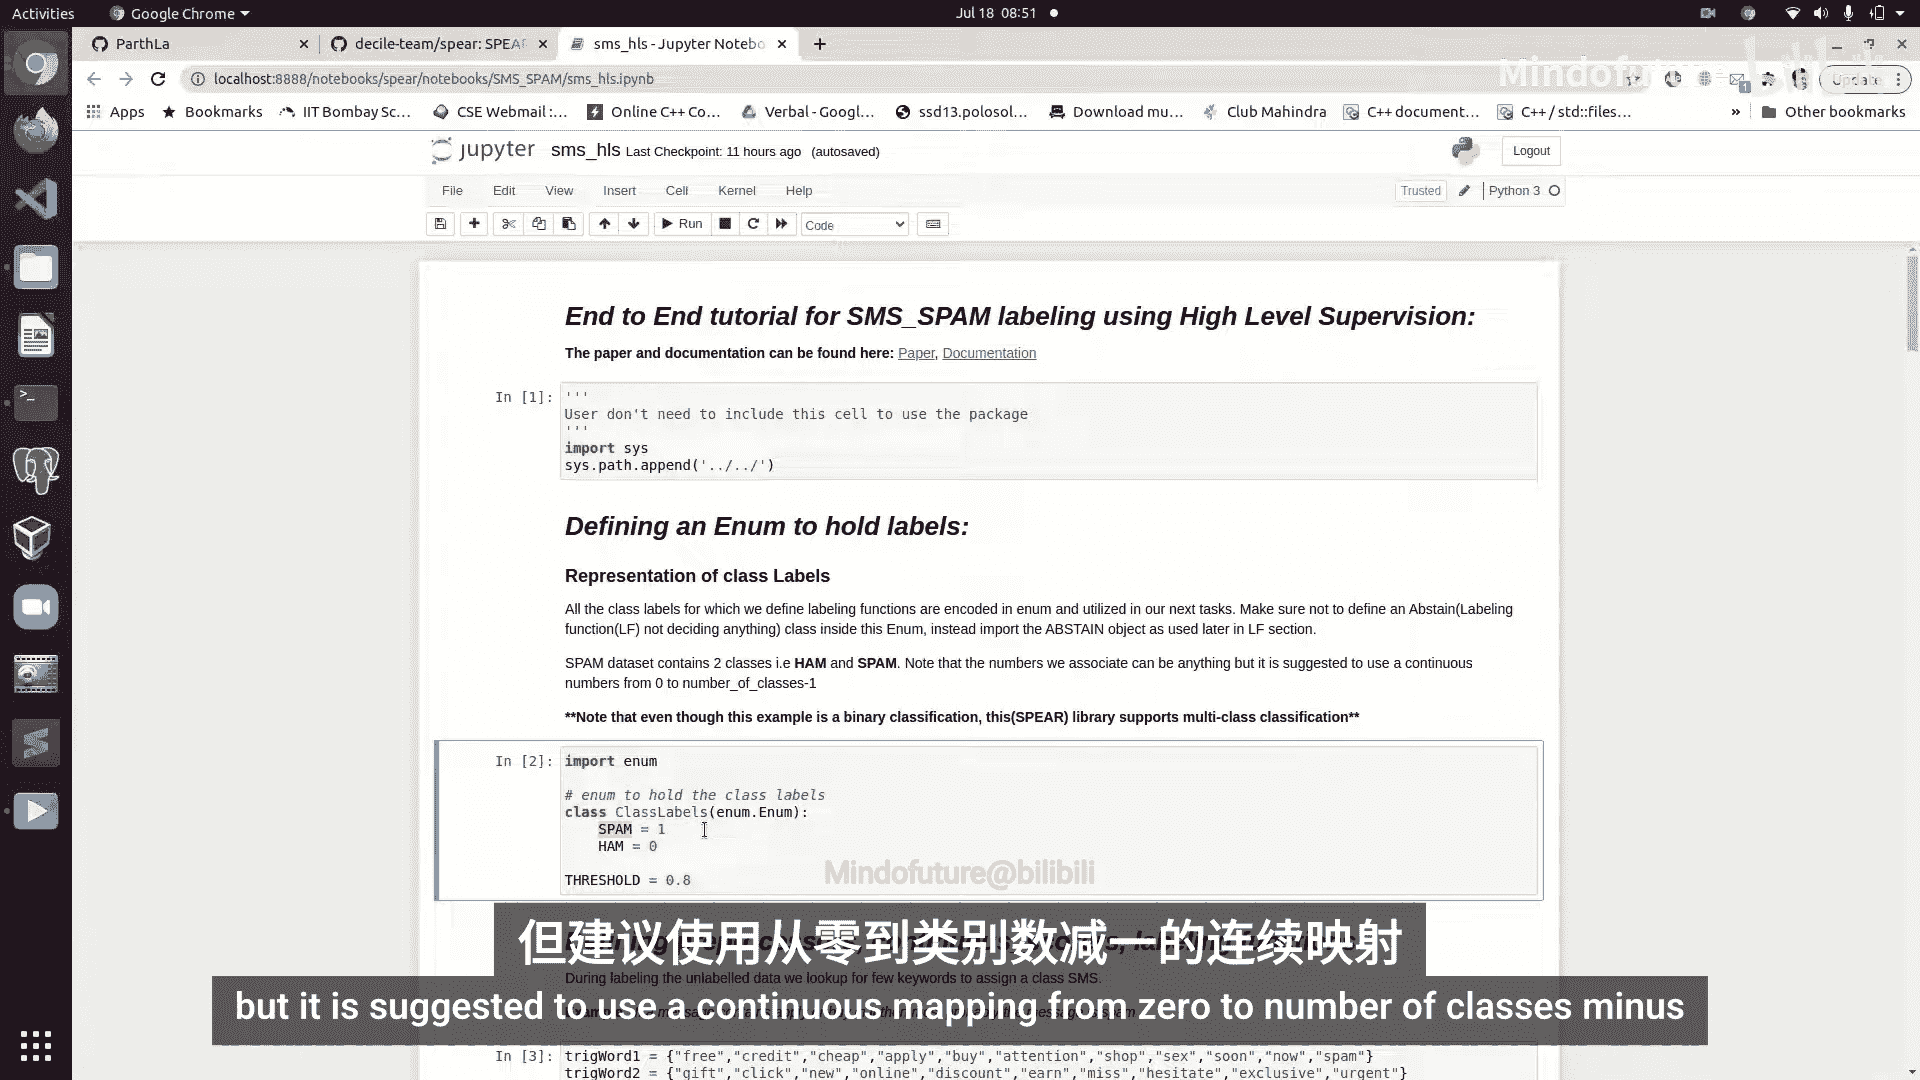 Activities
Google Chrome
Jul 18 08:51
ParthLa
decile-team/spear: SPEA
sms_hls - Jupyter Notebo
localhost:8888/notebooks/spear/notebooks/SMS_SPAM/sms_hls.ipynb
Mindofuture
bilibili
Update
Apps
Bookmarks
IIT Bombay Sc...
CSE Webmail :...
Online C++ Co...
Verbal - Googl...
ssd13.polosol...
Download mu...
Club Mahindra
C++ document...
C++ / std::files...
»
Other bookmarks
jupyter
sms_hls Last Checkpoint: 11 hours ago (autosaved)
Logout
File Edit View Insert Cell Kernel Help
Trusted
Python 3
Run
Code
End to End tutorial for SMS_SPAM labeling using High Level Supervision:
The paper and documentation can be found here: Paper, Documentation
In [1]:
'''
User don't need to include this cell to use the package
'''
import sys
sys.path.append('../../')
Defining an Enum to hold labels:
Representation of class Labels
All the class labels for which we define labeling functions are encoded in enum and utilized in our next tasks. Make sure not to define an Abstain(Labeling
function(LF) not deciding anything) class inside this Enum, instead import the ABSTAIN object as used later in LF section.
SPAM dataset contains 2 classes i.e HAM and SPAM. Note that the numbers we associate can be anything but it is suggested to use a continuous
numbers from 0 to number_of_classes-1
**Note that even though this example is a binary classification, this(SPEAR) library supports multi-class classification**
In [2]:
import enum
# enum to hold the class labels
class ClassLabels(enum.Enum):
SPAM = 1
HAM = 0
THRESHOLD = 0.8
Mindofuture@bilibili
但建议使用从零到类别数减一的连续映射
During labeling the unlabelled data we lookup for few keywords to assign a class SMS.
but it is suggested to use a continuous mapping from zero to number of classes minus
In [3]:
trigWord1 = {"free","credit","cheap","apply","buy","attention","shop","sex","soon","now","spam"}
trigWord2 = {"gift","click","new","online","discount","earn","miss","hesitate","exclusive","urgent"}